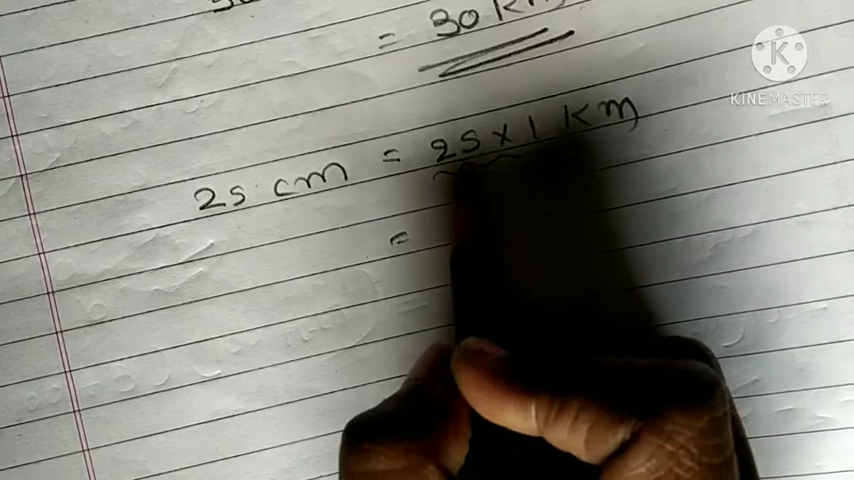 = 30 km
25 cm = 25 x 1 km
=
K
KINEMASTER